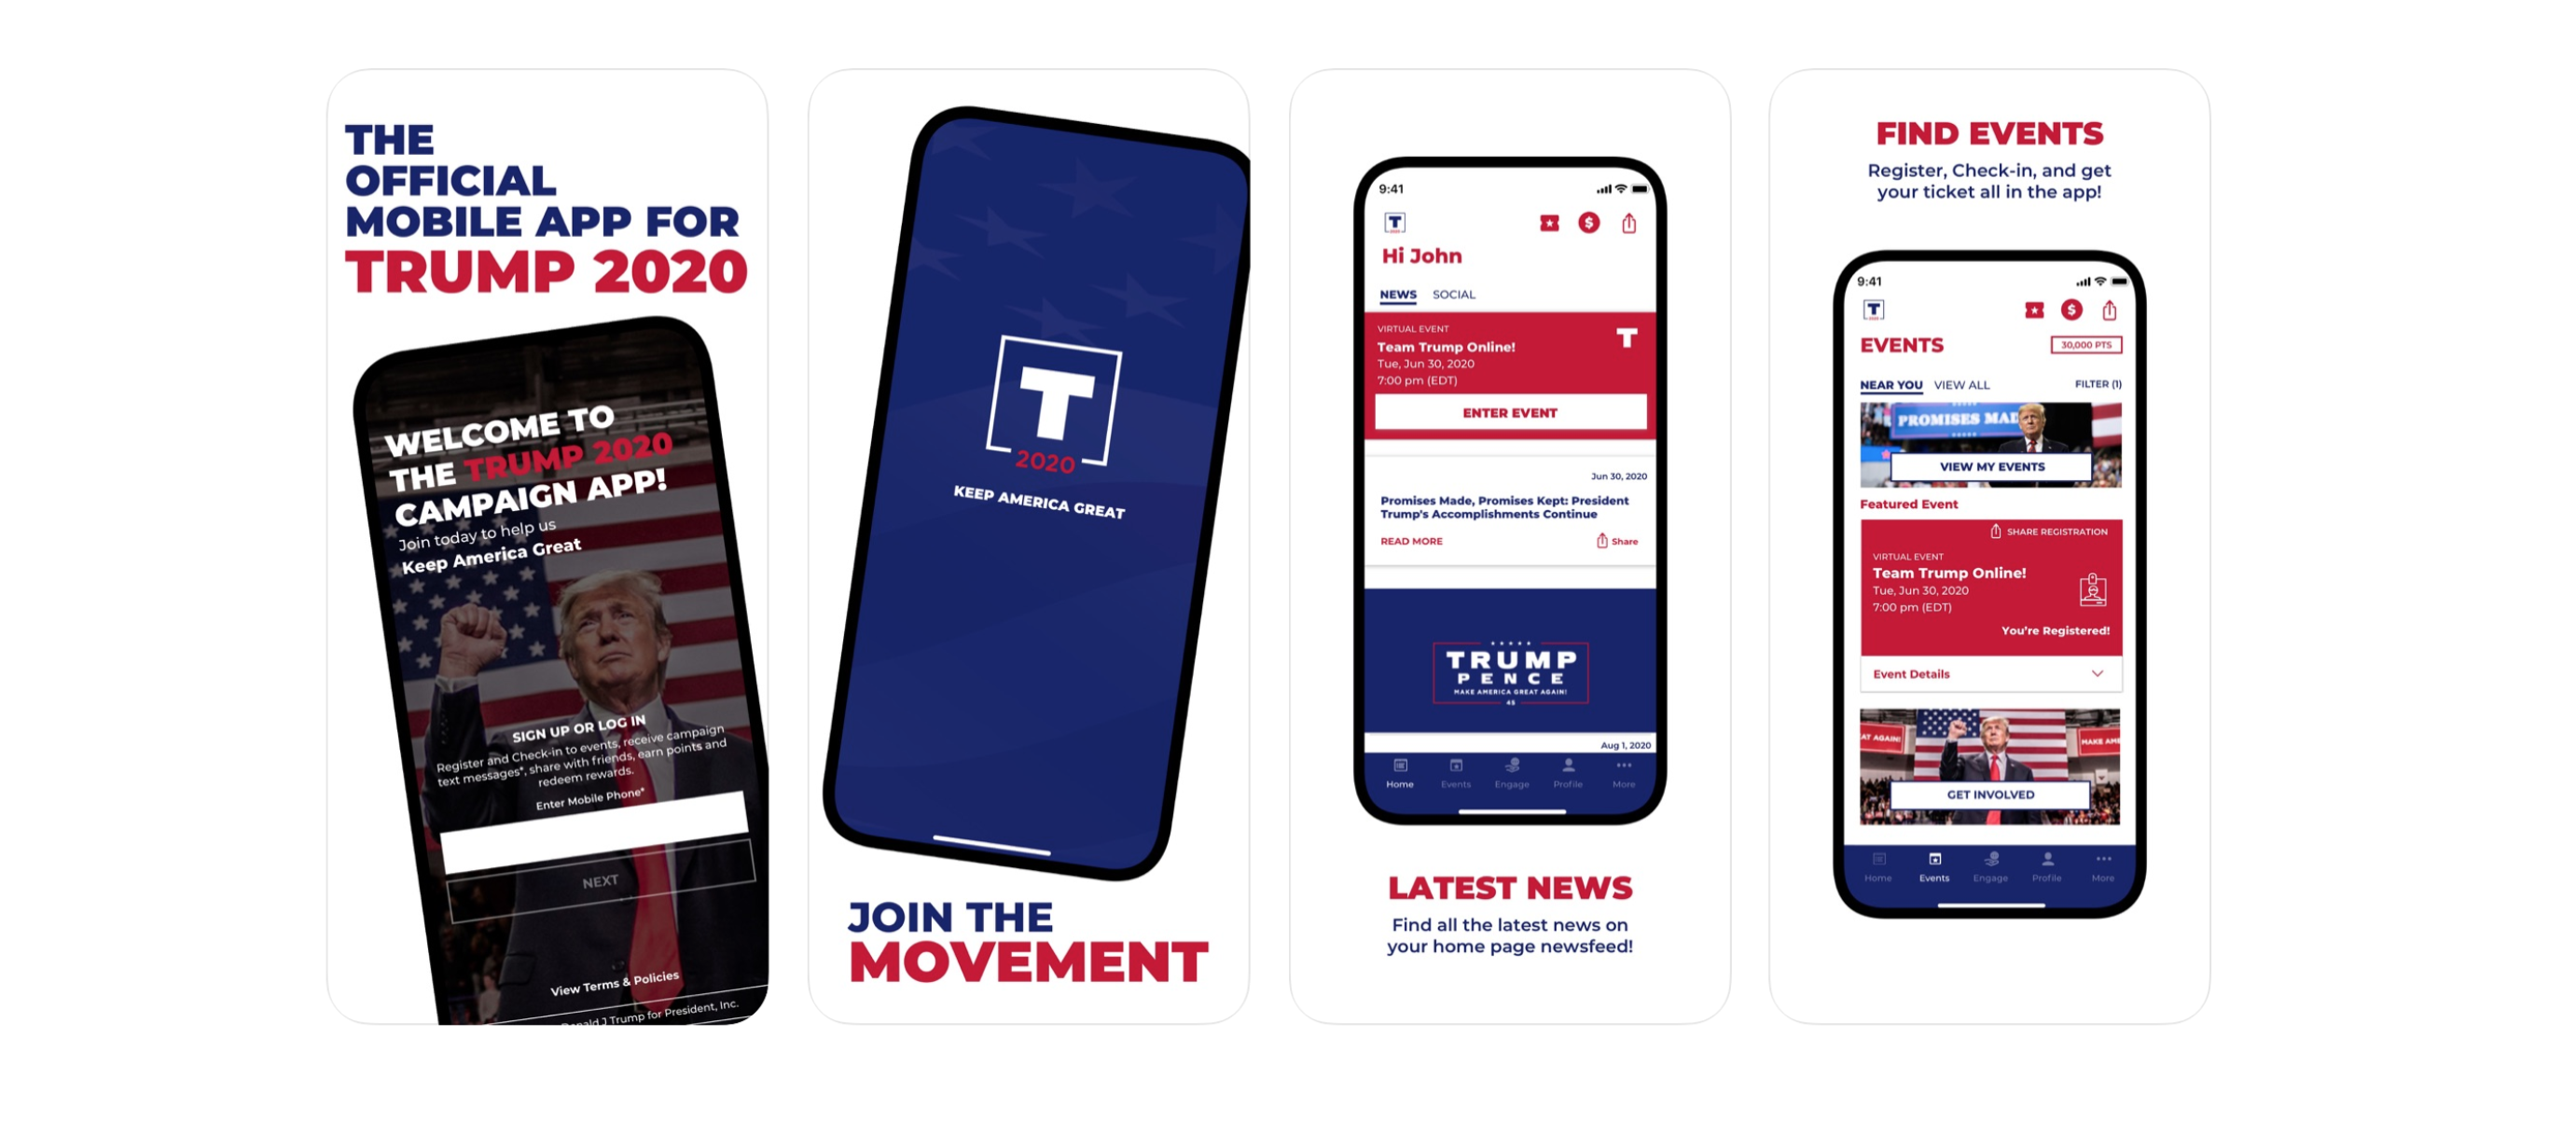 THE
OFFICIAL
MOBILE APP FOR
TRUMP 2020
WELCOME TO
THE TRUMP 2020
CAMPAIGN APP!
Join today to help us
Keep America Great
SIGN UP OR LOG IN
Register and Check-in to events, receive campaign
text messages*, share with friends, earn points and
redeem rewards.
Enter Mobile Phone*
NEXT
View Terms & Policies
Donald J Trump for President, Inc.
T
2020
KEEP AMERICA GREAT
JOIN THE
MOVEMENT
9:41
T
Hi John
NEWS SOCIAL
VIRTUAL EVENT
T
Team Trump Online!
Tue, Jun 30, 2020
7:00 pm (EDT)
ENTER EVENT
Jun 30, 2020
Promises Made, Promises Kept: President
Trump's Accomplishments Continue
READ MORE Share
TRUMP
PENCE
MAKE AMERICA GREAT AGAIN!
45
Aug 1, 2020
Home Events Engage Profile More
LATEST NEWS
Find all the latest news on
your home page newsfeed!
FIND EVENTS
Register, Check-in, and get
your ticket all in the app!
9:41
T
EVENTS 30,000 PTS
NEAR YOU VIEW ALL FILTER (1)
PROMISES MAD
VIEW MY EVENTS
Featured Event
SHARE REGISTRATION
VIRTUAL EVENT
Team Trump Online!
Tue, Jun 30, 2020
7:00 pm (EDT)
You're Registered!
Event Details
AT AGAIN! MAKE AME
GET INVOLVED
Home Events Engage Profile More